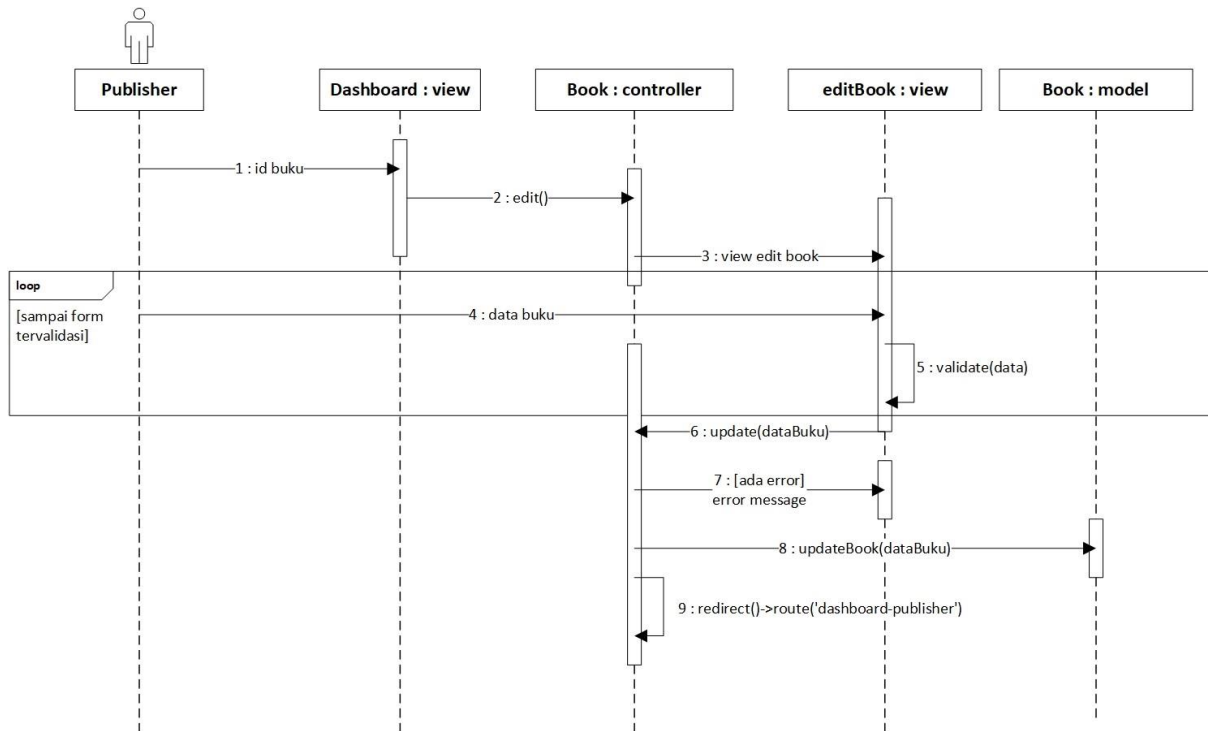 Publisher
Dashboard : view
Book : controller
editBook : view
Book : model
1 : id buku
2 : edit()
3 : view edit book
loop
[sampai form
tervalidasi]
4 : data buku
5 : validate(data)
6 : update(dataBuku)
7 : [ada error]
error message
8 : updateBook(dataBuku)
9 : redirect()->route('dashboard-publisher')